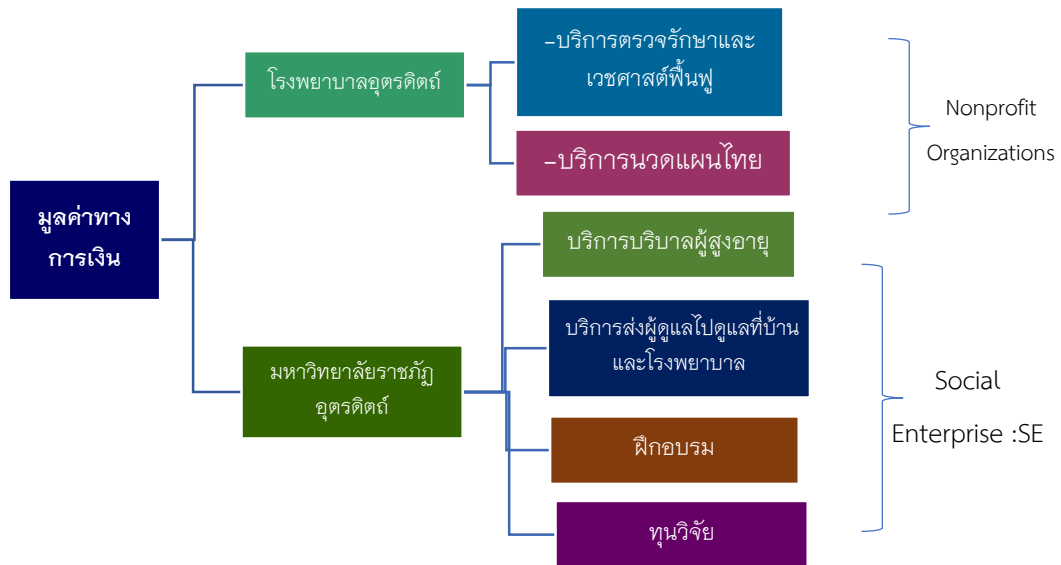 มูลค่าทาง
การเงิน
โรงพยาบาลอุตรดิตถ์
–บริการตรวจรักษาและ
เวชศาสต์ฟื้นฟู
–บริการนวดแผนไทย
Nonprofit
Organizations
มหาวิทยาลัยราชภัฏ
อุตรดิตถ์
บริการบริบาลผู้สูงอายุ
บริการส่งผู้ดูแลไปดูแลที่บ้าน
และโรงพยาบาล
ฝึกอบรม
ทุนวิจัย
Social
Enterprise :SE